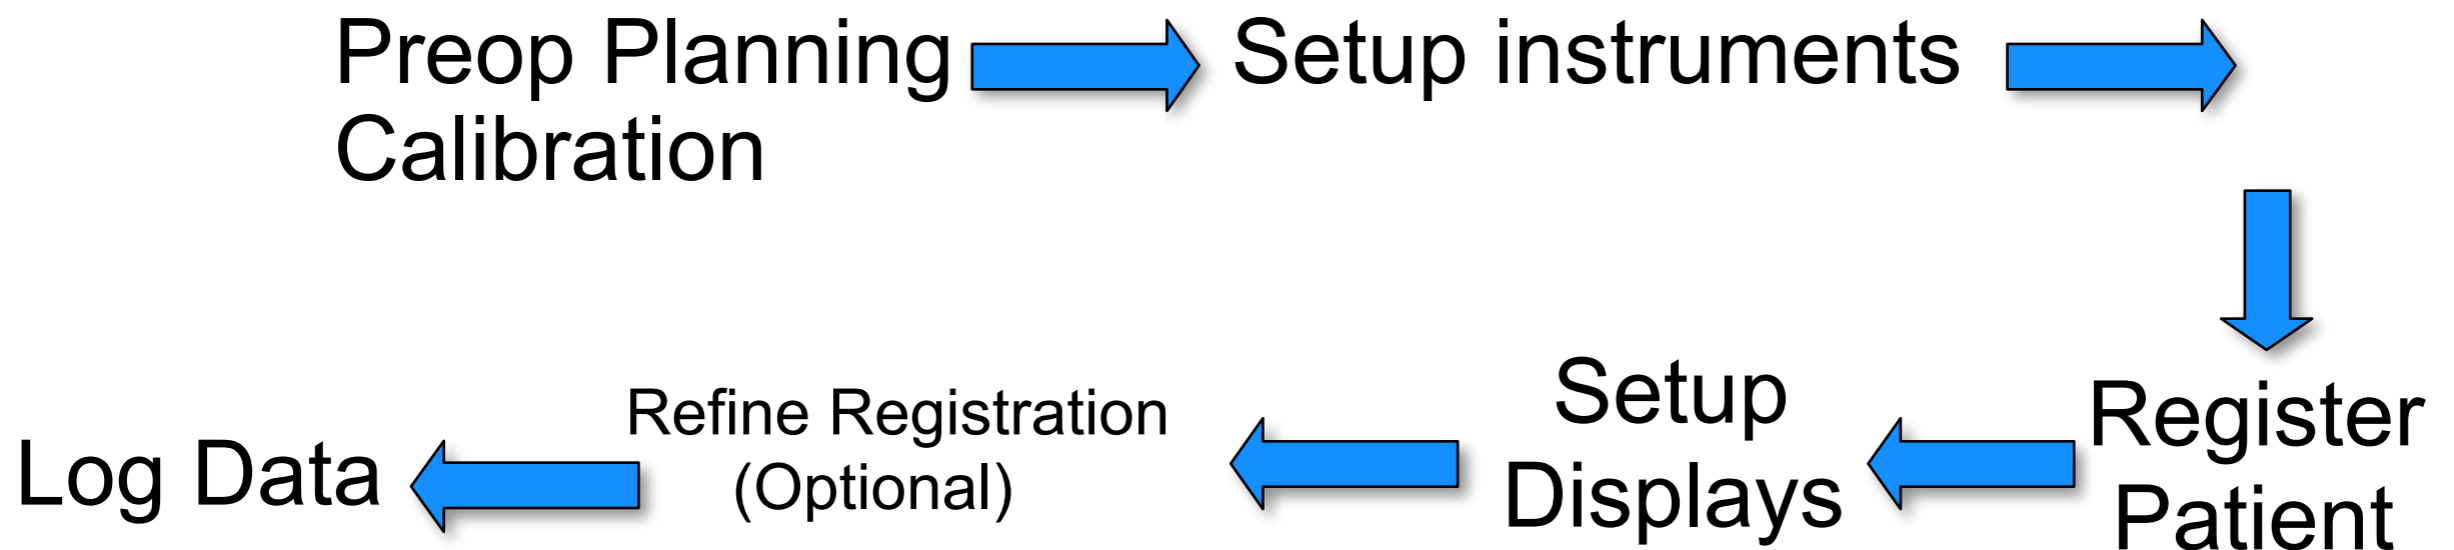 Preop Planning
Calibration
Setup instruments
Register
Patient
Setup
Displays
Refine Registration
(Optional)
Log Data